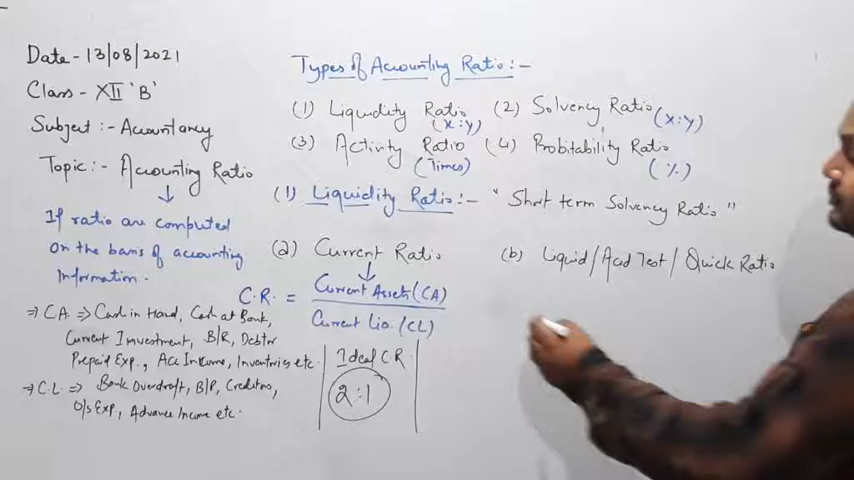 Date - 13/08/2021
Class - XII 'B'
Subject :- Accountancy
Topic :- Accounting Ratio
If ratio are computed
on the basis of accounting
Information.
Types of Accounting Ratio :-
(1) Liquidity Ratio (X:Y) (2) Solvency Ratio (X:Y)
(3) Activity Ratio (Times) (4) Probitability Ratio (%)
(1) Liquidity Ratio :- "Short term Solvency Ratio"
(a) Current Ratio
(b) Liquid/Acid Test/Quick Ratio
C.R. = Current Assets (CA)
Current Lia. (CL)
⇒ C.A. ⇒ Cash in Hand, Cash at Bank,
Current Investment, B/R, Debtor
Prepaid Exp., Acc Income, Inventories etc.
⇒ C.L. ⇒ Bank Overdraft, B/P, Creditors,
O/s Exp, Advance Income etc.
Ideal C.R
2:1